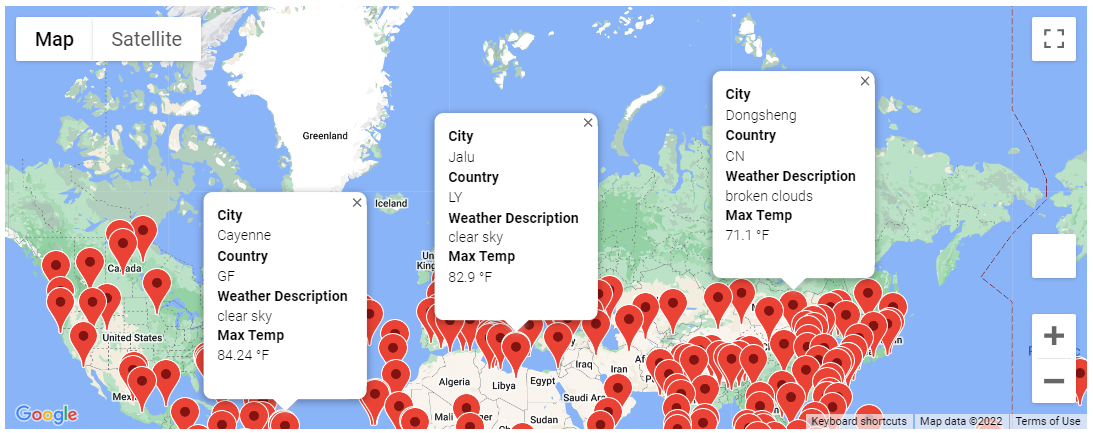 Map
Satellite
Greenland
Iceland
Canada
United States
Algeria
Libya
Egypt
Iraq
Iran
Mali
Sudan
City
Cayenne
Country
GF
Weather Description
clear sky
Max Temp
84.24 °F
City
Jalu
Country
LY
Weather Description
clear sky
Max Temp
82.9 °F
City
Dongsheng
Country
CN
Weather Description
broken clouds
Max Temp
71.1 °F
Google
Keyboard shortcuts
Map data ©2022
Terms of Use